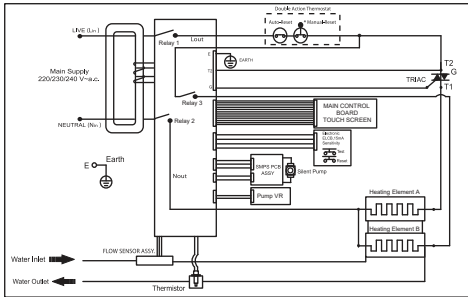 Double Action Thermostat
Auto-Reset
* Manual-Reset
LIVE (Lin)
Relay 1
Lout
E
EARTH
Main Supply
220/230/240 V~a.c.
T2
G
T2
G
TRIAC
T1
Relay 3
MAIN CONTROL
BOARD
TOUCH SCREEN
NEUTRAL (Nin)
Relay 2
Electronic
ELCB,15mA
Sensitivity
Test
Reset
E
Earth
Nout
SMPS PCB
ASSY
Silent Pump
Pump VR
Heating Element A
Heating Element B
Water Inlet
FLOW SENSOR ASSY.
Water Outlet
Thermistor